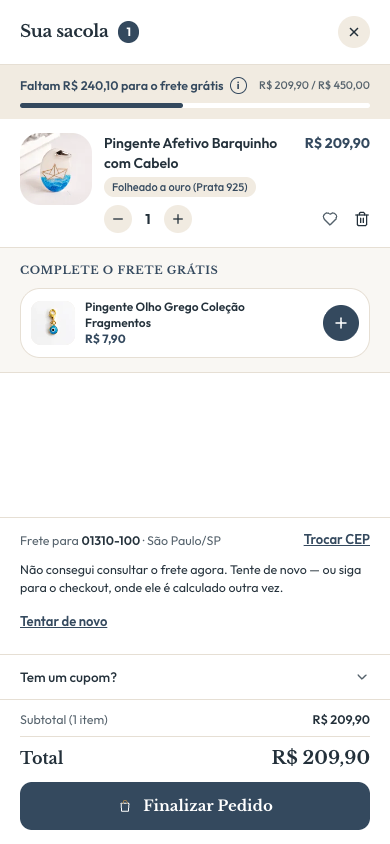 Sua sacola 1
Faltam R$ 240,10 para o frete grátis i R$ 209,90 / R$ 450,00
Pingente Afetivo Barquinho com Cabelo R$ 209,90
Folheado a ouro (Prata 925)
1
COMPLETE O FRETE GRÁTIS
Pingente Olho Grego Coleção
Fragmentos
R$ 7,90
Frete para 01310-100 · São Paulo/SP Trocar CEP
Não consegui consultar o frete agora. Tente de novo — ou siga
para o checkout, onde ele é calculado outra vez.
Tentar de novo
Tem um cupom?
Subtotal (1 item) R$ 209,90
Total R$ 209,90
Finalizar Pedido